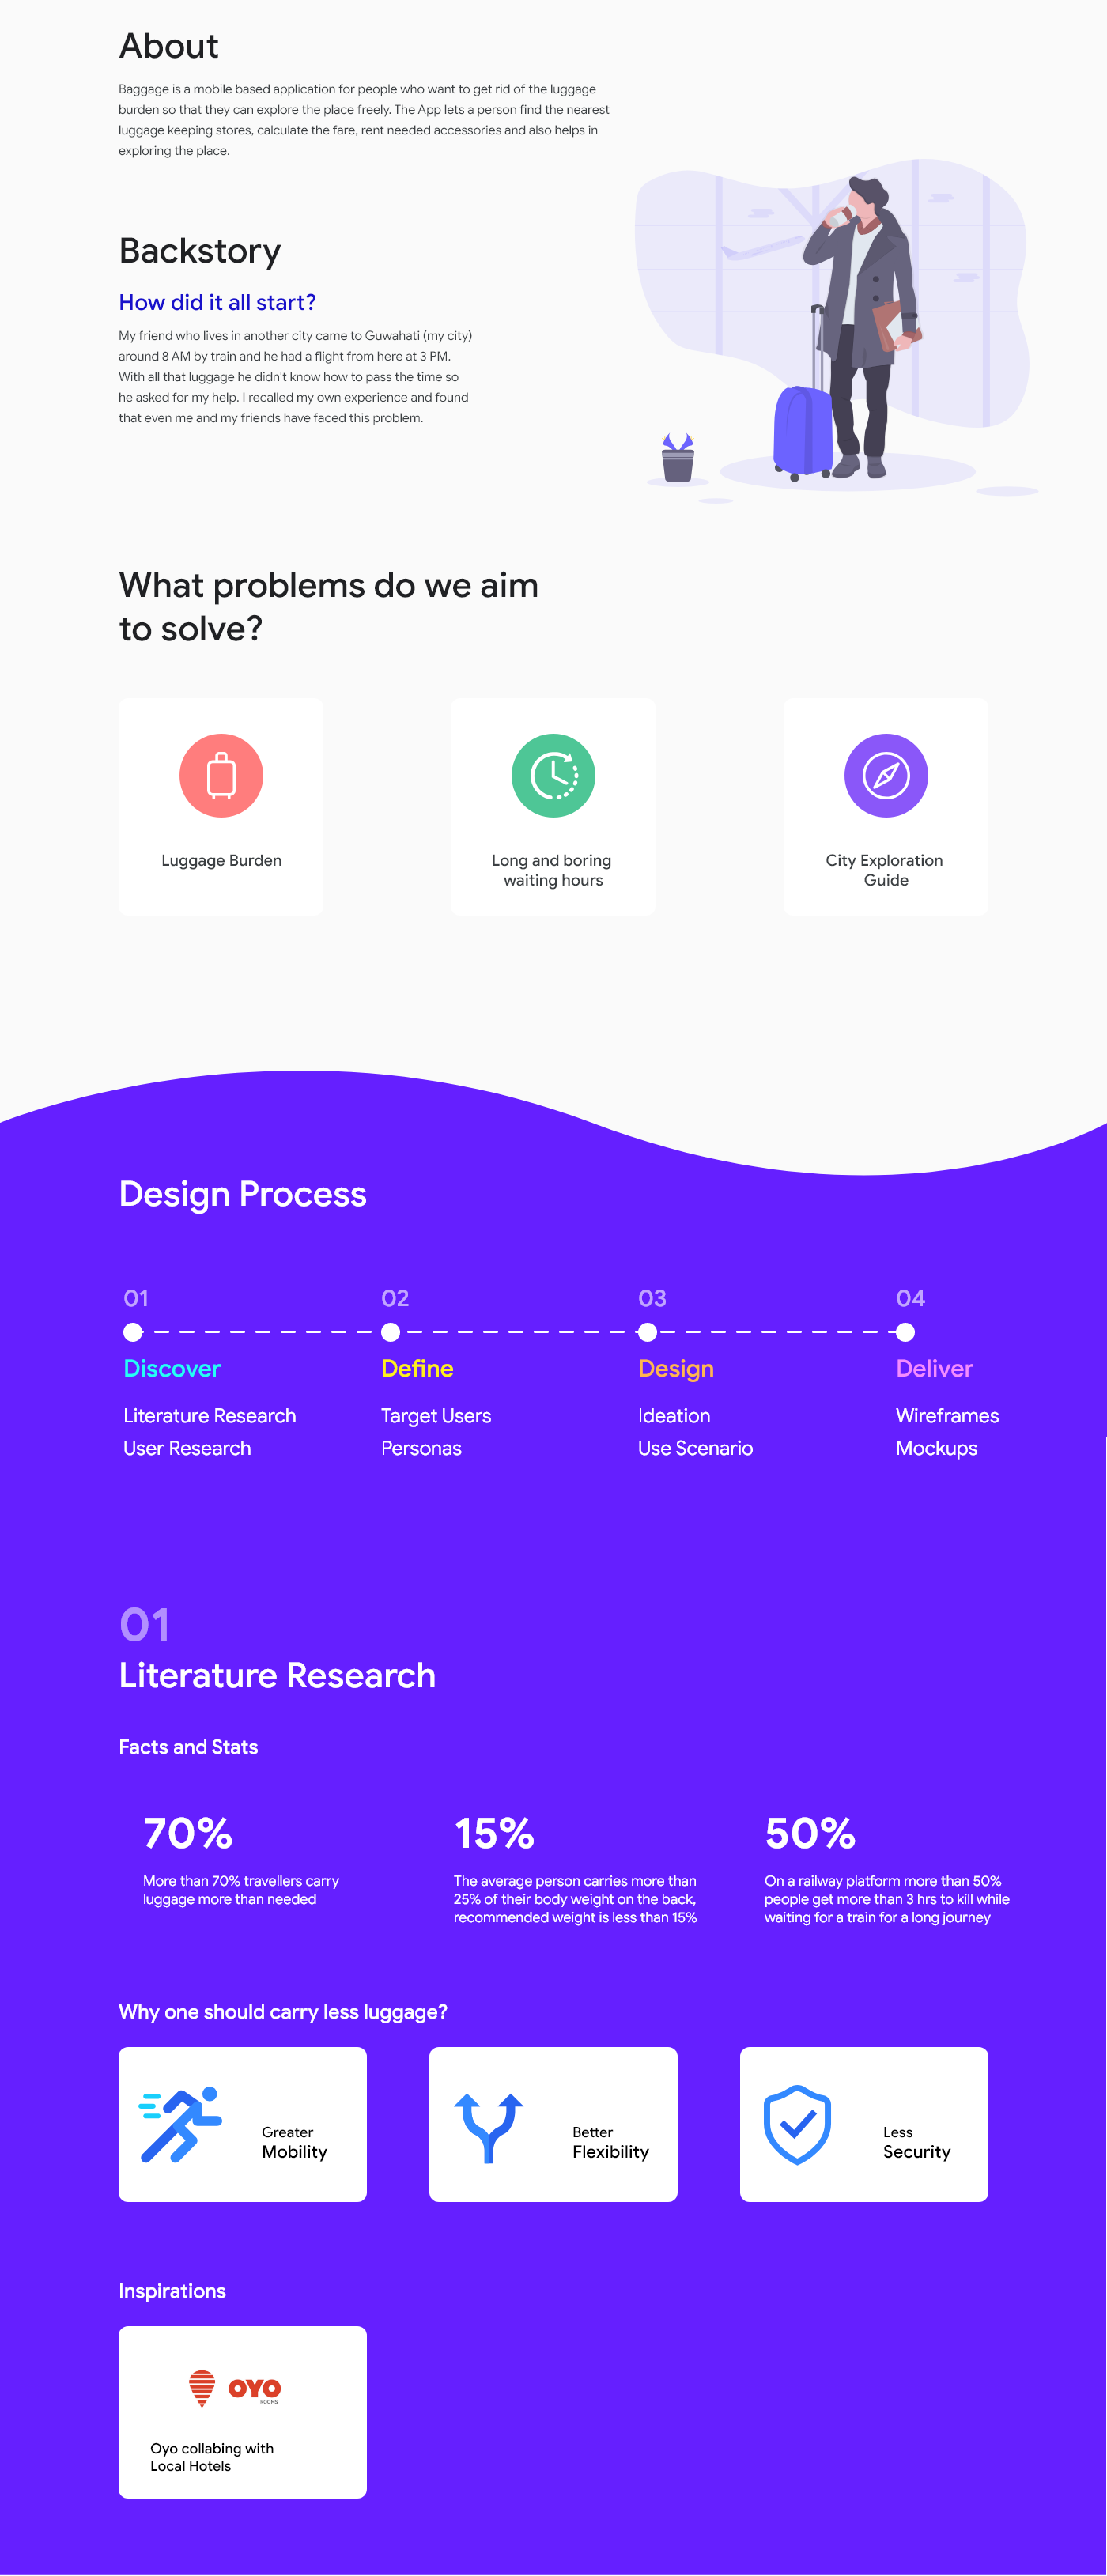 About
Baggage is a mobile based application for people who want to get rid of the luggage
burden so that they can explore the place freely. The App lets a person find the nearest
luggage keeping stores, calculate the fare, rent needed accessories and also helps in
exploring the place.
Backstory
How did it all start?
My friend who lives in another city came to Guwahati (my city)
around 8 AM by train and he had a flight from here at 3 PM.
With all that luggage he didn't know how to pass the time so
he asked for my help. I recalled my own experience and found
that even me and my friends have faced this problem.
What problems do we aim
to solve?
Luggage Burden
Long and boring
waiting hours
City Exploration
Guide
Design Process
01
02
03
04
Discover
Define
Design
Deliver
Literature Research
Target Users
Ideation
Wireframes
User Research
Personas
Use Scenario
Mockups
01
Literature Research
Facts and Stats
70%
More than 70% travellers carry
luggage more than needed
15%
The average person carries more than
25% of their body weight on the back,
recommended weight is less than 15%
50%
On a railway platform more than 50%
people get more than 3 hrs to kill while
waiting for a train for a long journey
Why one should carry less luggage?
Greater
Mobility
Better
Flexibility
Less
Security
Inspirations
OYO
ROOMS
Oyo collabing with
Local Hotels